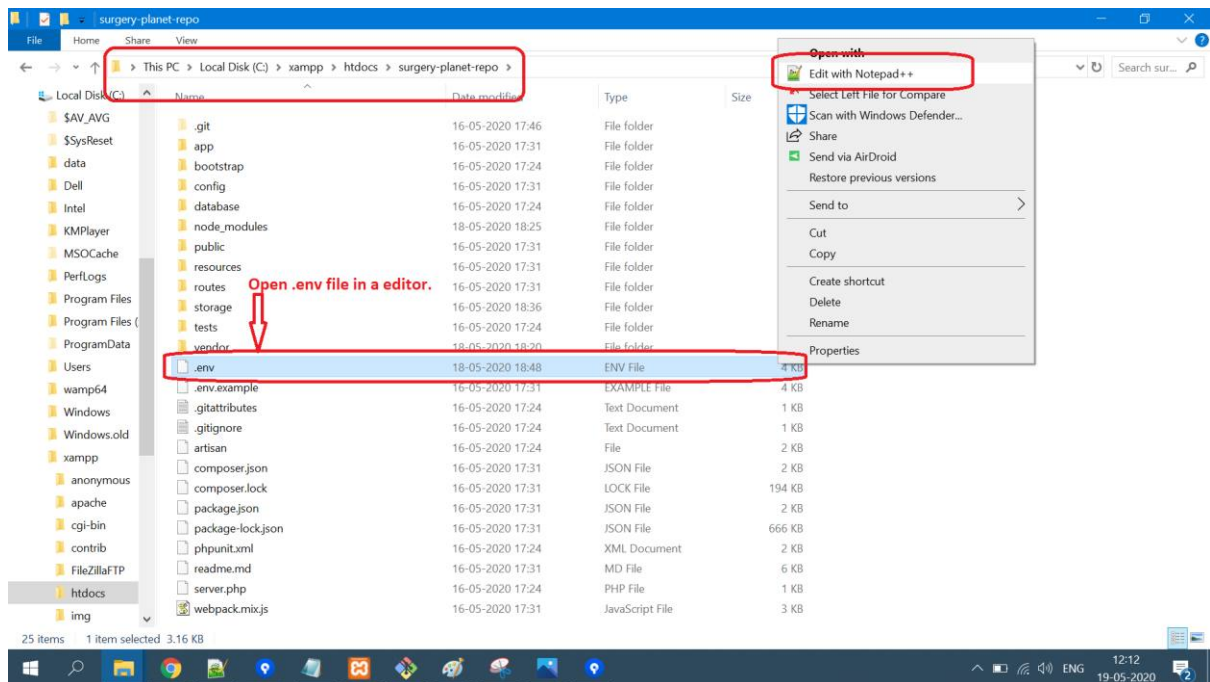 surgery-planet-repo
File Home Share View
This PC > Local Disk (C:) > xampp > htdocs > surgery-planet-repo >
Search sur...
Open with
Edit with Notepad++
Select Left File for Compare
Scan with Windows Defender...
Share
Send via AirDroid
Restore previous versions
Send to
Cut
Copy
Create shortcut
Delete
Rename
Properties
Local Disk (C:)
$AV_AVG
$SysReset
data
Dell
Intel
KMPlayer
MSOCache
PerfLogs
Program Files
Program Files (
ProgramData
Users
wamp64
Windows
Windows.old
xampp
anonymous
apache
cgi-bin
contrib
FileZillaFTP
htdocs
img
Name Date modified Type Size
.git 16-05-2020 17:46 File folder
app 16-05-2020 17:31 File folder
bootstrap 16-05-2020 17:24 File folder
config 16-05-2020 17:31 File folder
database 16-05-2020 17:24 File folder
node_modules 18-05-2020 18:25 File folder
public 16-05-2020 17:31 File folder
resources 16-05-2020 17:31 File folder
Open .env file in a editor.
routes 16-05-2020 17:31 File folder
storage 16-05-2020 18:36 File folder
tests 16-05-2020 17:24 File folder
vendor 18-05-2020 18:20 File folder
.env 18-05-2020 18:48 ENV File 4 KB
.env.example 16-05-2020 17:31 EXAMPLE File 4 KB
.gitattributes 16-05-2020 17:24 Text Document 1 KB
.gitignore 16-05-2020 17:24 Text Document 1 KB
artisan 16-05-2020 17:24 File 2 KB
composer.json 16-05-2020 17:31 JSON File 2 KB
composer.lock 16-05-2020 17:31 LOCK File 194 KB
package.json 16-05-2020 17:31 JSON File 2 KB
package-lock.json 16-05-2020 17:31 JSON File 666 KB
phpunit.xml 16-05-2020 17:24 XML Document 2 KB
readme.md 16-05-2020 17:31 MD File 6 KB
server.php 16-05-2020 17:24 PHP File 1 KB
webpack.mix.js 16-05-2020 17:31 JavaScript File 3 KB
25 items 1 item selected 3.16 KB
ENG 12:12
19-05-2020
2